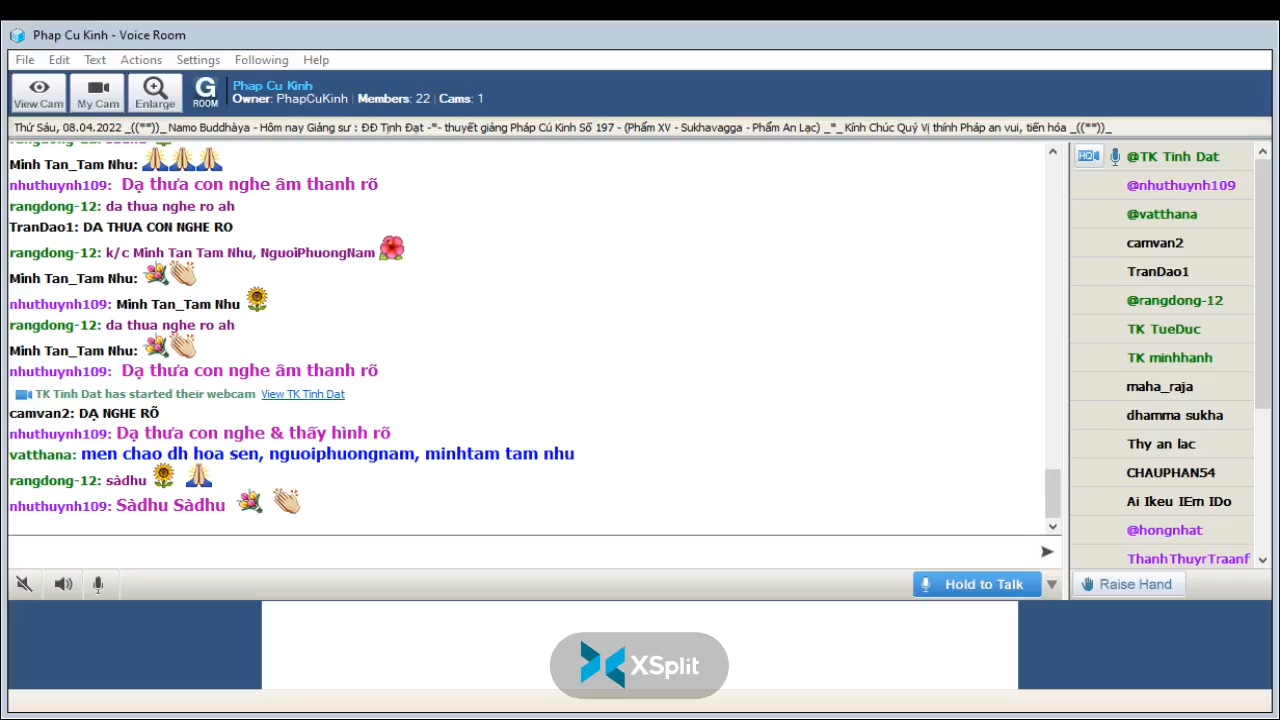 Phap Cu Kinh - Voice Room
File Edit Text Actions Settings Following Help
View Cam My Cam Enlarge G ROOM
Phap Cu Kinh
Owner: PhapCuKinh Members: 22 Cams: 1
Thứ Sáu, 08.04.2022 _((**))_ Namo Buddhàya - Hôm nay Giảng sư : ĐĐ Tịnh Đạt -*- thuyết giảng Pháp Cú Kinh Số 197 - (Phẩm XV - Sukhavagga - Phẩm An Lạc) _*_ Kính Chúc Quý Vị thính Pháp an vui, tiến hóa _((**))_
Minh Tan_Tam Nhu:
nhuthuynh109: Dạ thưa con nghe âm thanh rõ
rangdong-12: da thua nghe ro ah
TranDao1: DA THUA CON NGHE RO
rangdong-12: k/c Minh Tan Tam Nhu, NguoiPhuongNam
Minh Tan_Tam Nhu:
nhuthuynh109: Minh Tan_Tam Nhu
rangdong-12: da thua nghe ro ah
Minh Tan_Tam Nhu:
nhuthuynh109: Dạ thưa con nghe âm thanh rõ
TK Tinh Dat has started their webcam View TK Tinh Dat
camvan2: DẠ NGHE RÕ
nhuthuynh109: Dạ thưa con nghe & thấy hình rõ
vatthana: men chao dh hoa sen, nguoiphuongnam, minhtam tam nhu
rangdong-12: sàdhu
nhuthuynh109: Sàdhu Sàdhu
HQ
@TK Tinh Dat
@nhuthuynh109
@vatthana
camvan2
TranDao1
@rangdong-12
TK TueDuc
TK minhhanh
maha_raja
dhamma sukha
Thy an lac
CHAUPHAN54
Ai Ikeu IEm IDo
@hongnhat
ThanhThuyrTraanf
Hold to Talk
Raise Hand
XSplit